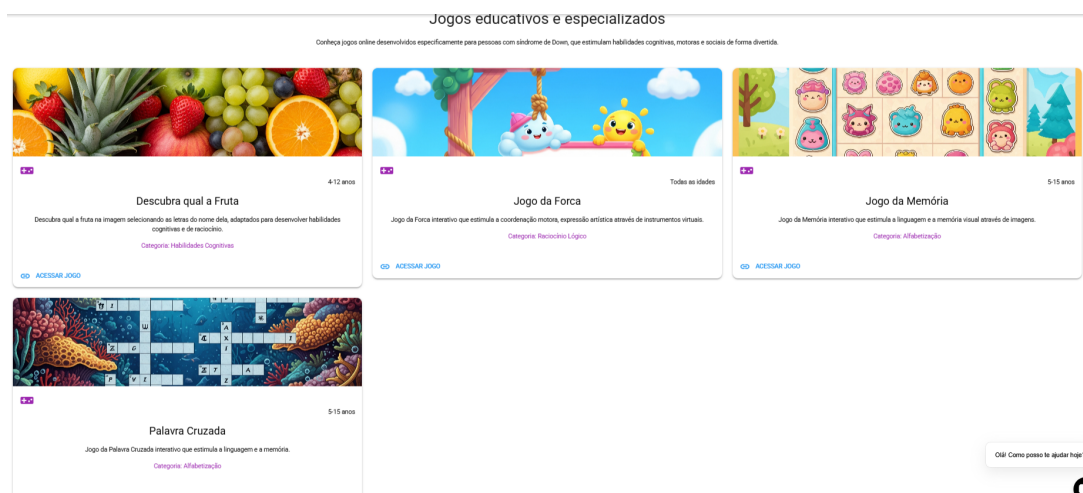 Jogos educativos e especializados
Conheça jogos online desenvolvidos especificamente para pessoas com síndrome de Down, que estimulam habilidades cognitivas, motoras e sociais de forma divertida.
4-12 anos
Descubra qual a Fruta
Descubra qual a fruta na imagem selecionando as letras do nome dela, adaptados para desenvolver habilidades
cognitivas e de raciocínio.
Categoria: Habilidades Cognitivas
ACESSAR JOGO
Todas as idades
Jogo da Forca
Jogo da Forca interativo que estimula a coordenação motora, expressão artística através de instrumentos virtuais.
Categoria: Raciocínio Lógico
ACESSAR JOGO
5-15 anos
Jogo da Memória
Jogo da Memória interativo que estimula a linguagem e a memória visual através de imagens.
Categoria: Alfabetização
ACESSAR JOGO
5-15 anos
Palavra Cruzada
Jogo da Palavra Cruzada interativo que estimula a linguagem e a memória.
Categoria: Alfabetização
Olá! Como posso te ajudar hoje?